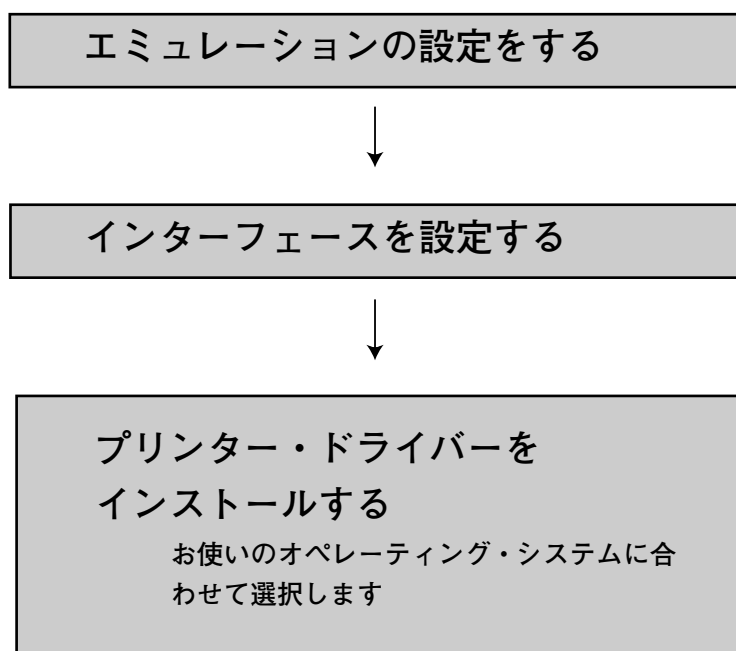 エミュレーションの設定をする
インターフェースを設定する
プリンター・ドライバーを
インストールする
お使いのオペレーティング・システムに合
わせて選択します